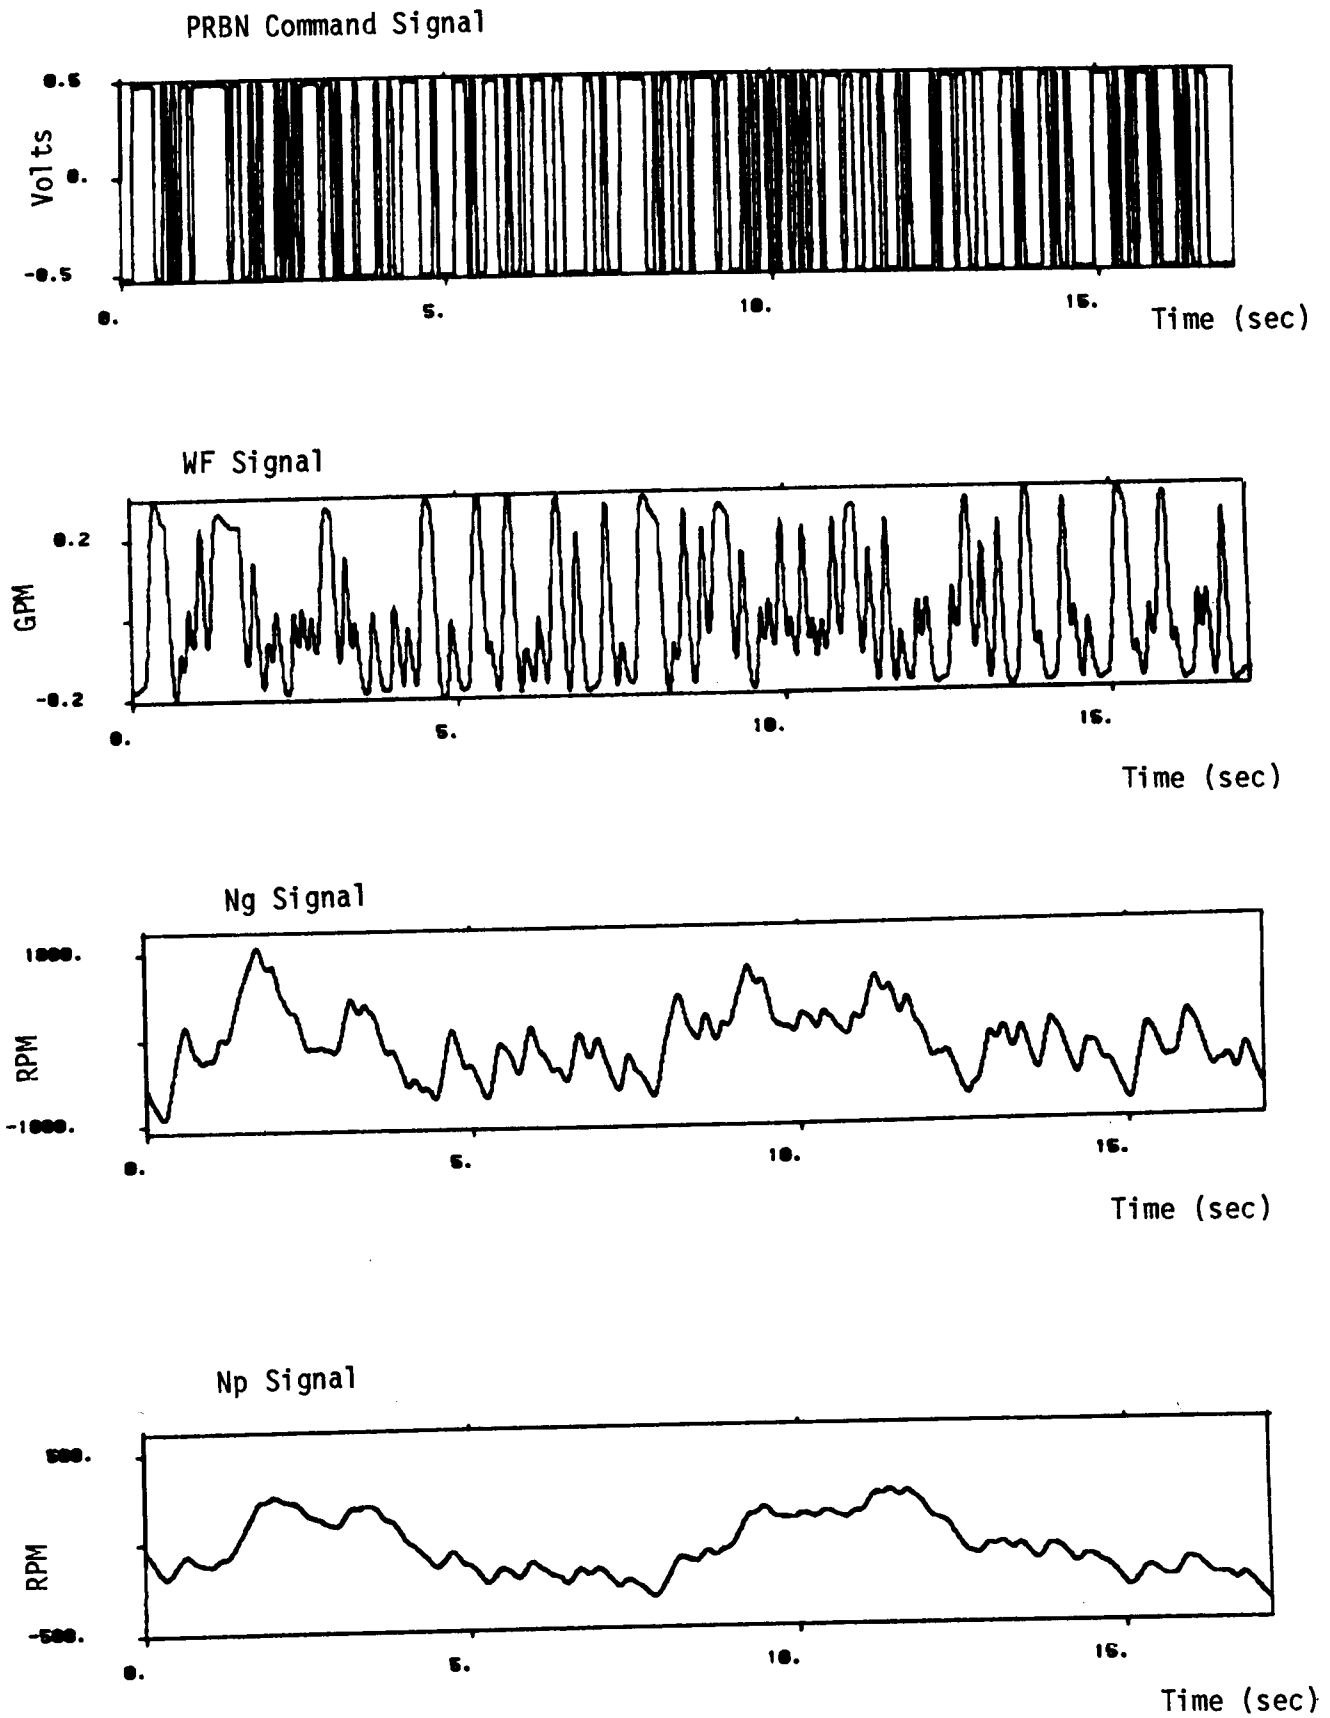 PRBN Command Signal
0.5
Volts
0.
-0.5
0. 5. 10. 15.
Time (sec)
WF Signal
0.2
GPM
-0.2
0. 5. 10. 15.
Time (sec)
Ng Signal
1000.
RPM
-1000.
0. 5. 10. 15.
Time (sec)
Np Signal
500.
RPM
-500.
0. 5. 10. 15.
Time (sec)